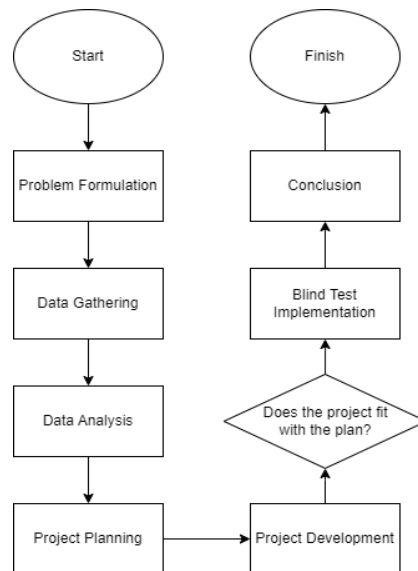 Start
Problem Formulation
Data Gathering
Data Analysis
Project Planning
Project Development
Does the project fit
with the plan?
Blind Test
Implementation
Conclusion
Finish